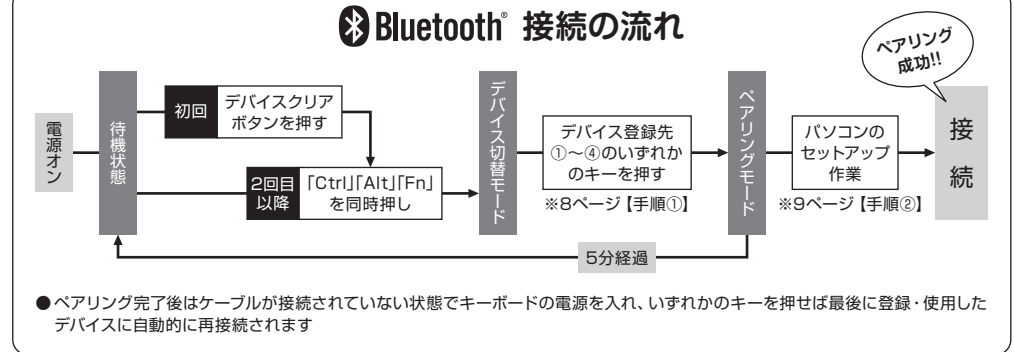 Bluetooth® 接続の流れ
ペアリング
成功!!
電源オン
待機状態
初回
デバイスクリア
ボタンを押す
2回目
以降
「Ctrl」「Alt」「Fn」
を同時押し
デバイス切替モード
デバイス登録先
①～④のいずれか
のキーを押す
※8ページ【手順①】
ペアリングモード
パソコンの
セットアップ
作業
※9ページ【手順②】
接続
5分経過
●ペアリング完了後はケーブルが接続されていない状態でキーボードの電源を入れ、いずれかのキーを押せば最後に登録・使用した
デバイスに自動的に再接続されます